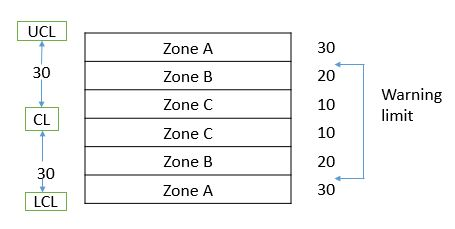 UCL
Zone A 30
Zone B 20
30
Zone C 10
Warning
limit
CL
Zone C 10
Zone B 20
30
Zone A 30
LCL